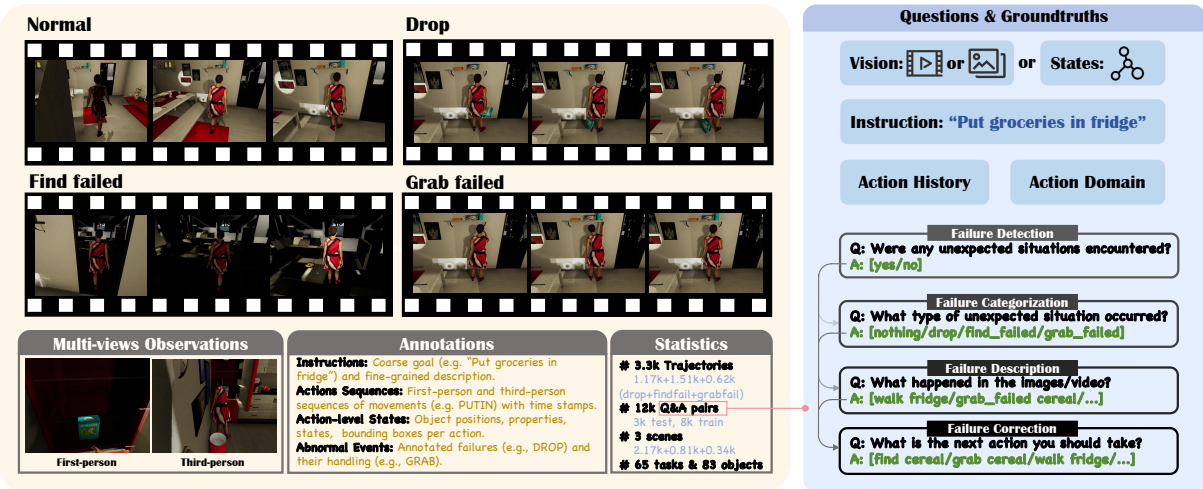 Normal
Drop
Find failed
Grab failed
Multi-views Observations
First-person
Third-person
Annotations
Instructions: Coarse goal (e.g. “Put groceries in
fridge”) and fine-grained description.
Actions Sequences: First-person and third-person
sequences of movements (e.g. PUTIN) with time stamps.
Action-level States: Object positions, properties,
states, bounding boxes per action.
Abnormal Events: Annotated failures (e.g., DROP) and
their handling (e.g., GRAB).
Statistics
# 3.3k Trajectories
1.17k+1.51k+0.62k
(drop+findfail+grabfail)
# 12k Q&A pairs
3k test, 8k train
# 3 scenes
2.17k+0.81k+0.34k
# 65 tasks & 83 objects
Questions & Groundtruths
Vision: or or States:
Instruction: “Put groceries in fridge”
Action History
Action Domain
Failure Detection
Q: Were any unexpected situations encountered?
A: [yes/no]
Failure Categorization
Q: What type of unexpected situation occurred?
A: [nothing/drop/find_failed/grab_failed]
Failure Description
Q: What happened in the images/video?
A: [walk fridge/grab_failed cereal/...]
Failure Correction
Q: What is the next action you should take?
A: [find cereal/grab cereal/walk fridge/...]